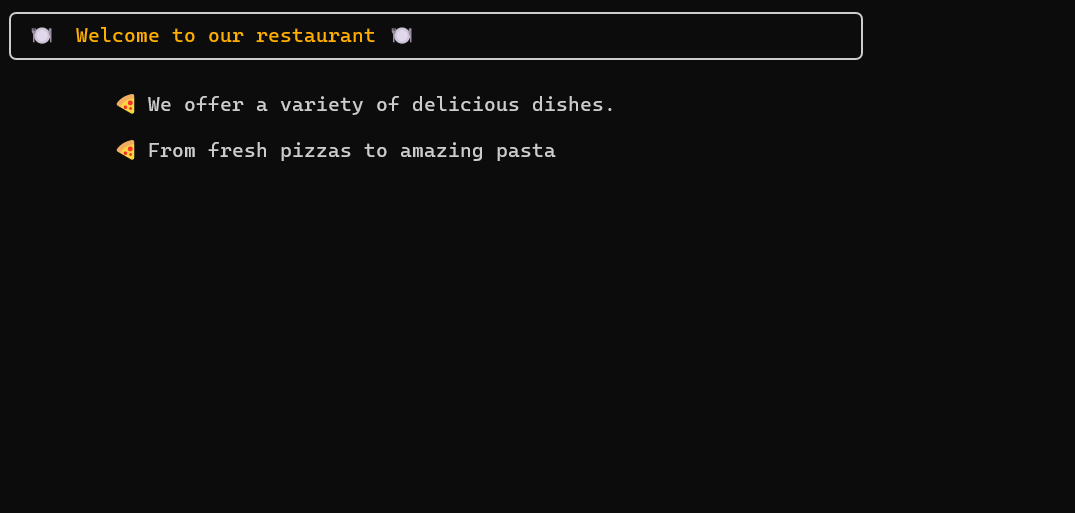 🍽️ Welcome to our restaurant 🍽️
🍕 We offer a variety of delicious dishes.
🍕 From fresh pizzas to amazing pasta